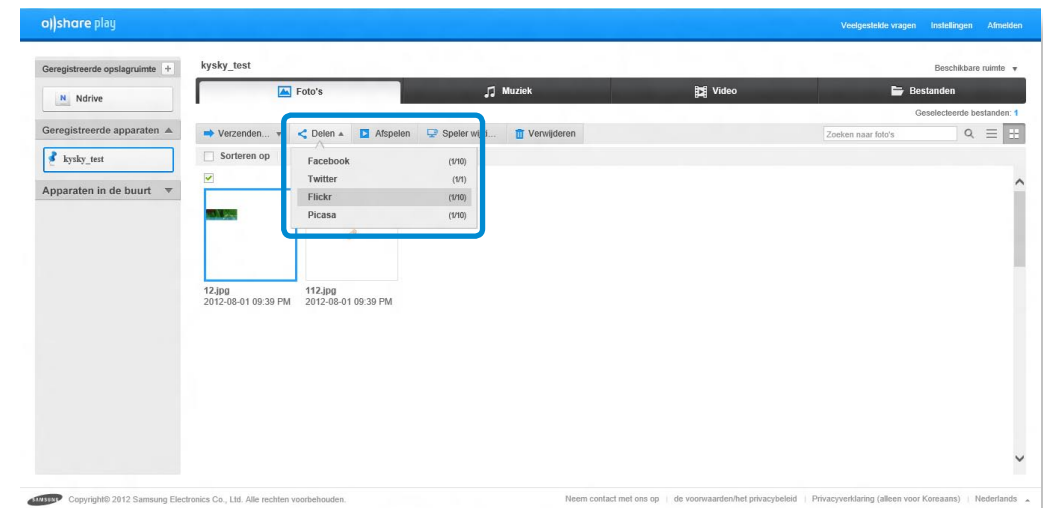 allshare play Veelgestelde vragen Instellingen Afmelden
Geregistreerde opslagruimte +
kysky_test
Beschikbare ruimte
N Ndrive
Foto's Muziek Video Bestanden
Geselecteerde bestanden: 1
Geregistreerde apparaten
Verzenden... Delen Afspelen Speler Verwijderen
Zoeken naar foto's
kysky_test
Sorteren op
Facebook (1/10)
Twitter (1/1)
Apparaten in de buurt
Flickr (1/10)
Picasa (1/10)
12.jpg 112.jpg
2012-08-01 09:39 PM 2012-08-01 09:39 PM
SAMSUNG Copyright© 2012 Samsung Electronics Co., Ltd. Alle rechten voorbehouden. Neem contact met ons op | de voorwaarden/het privacybeleid | Privacyverklaring (alleen voor Koreaans) | Nederlands